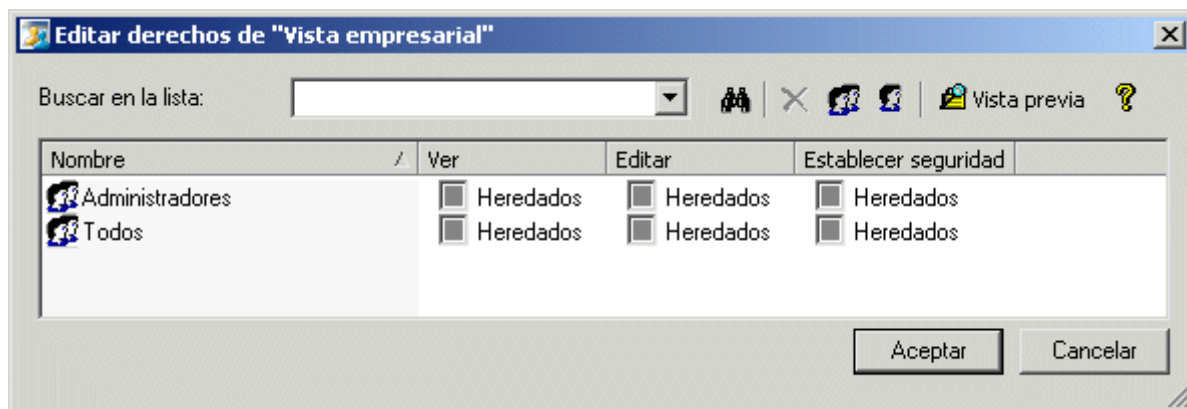 Editar derechos de "Vista empresarial"
Buscar en la lista: Vista previa
Nombre Ver Editar Establecer seguridad
Administradores Heredados Heredados Heredados
Todos Heredados Heredados Heredados
Aceptar Cancelar